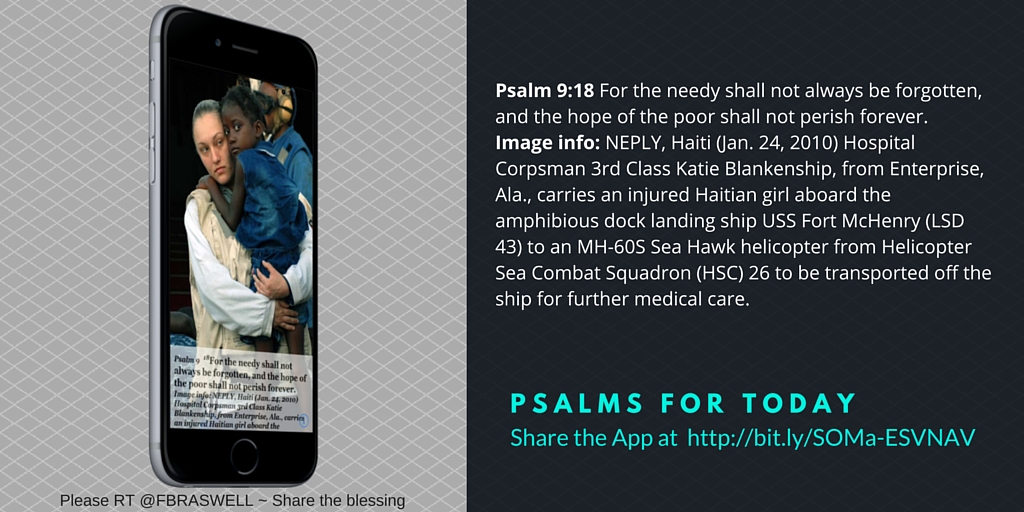 Psalm 9 18For the needy shall not
always be forgotten, and the hope of
the poor shall not perish forever.
Image info: NEPLY, Haiti (Jan. 24, 2010)
Hospital Corpsman 3rd Class Katie
Blankenship, from Enterprise, Ala., carries
an injured Haitian girl aboard the
Please RT @FBRASWELL ~ Share the blessing
Psalm 9:18 For the needy shall not always be forgotten,
and the hope of the poor shall not perish forever.
Image info: NEPLY, Haiti (Jan. 24, 2010) Hospital
Corpsman 3rd Class Katie Blankenship, from Enterprise,
Ala., carries an injured Haitian girl aboard the
amphibious dock landing ship USS Fort McHenry (LSD
43) to an MH-60S Sea Hawk helicopter from Helicopter
Sea Combat Squadron (HSC) 26 to be transported off the
ship for further medical care.
PSALMS FOR TODAY
Share the App at http://bit.ly/SOMa-ESVNAV